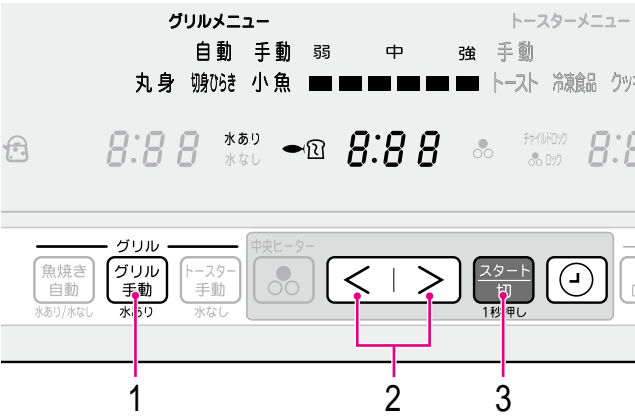 グリルメニュー トースターメニュー
自動 手動 弱 中 強 手動
丸身 切身ひらき 小魚 トースト 冷凍食品
8:88 水あり 水なし 8:88 チャイルドロック ロック
グリル
中央ヒーター
魚焼き自動 グリル手動 トースター手動 < | > スタート切
水あり/水なし 水あり 水なし 1秒押し
1 2 3